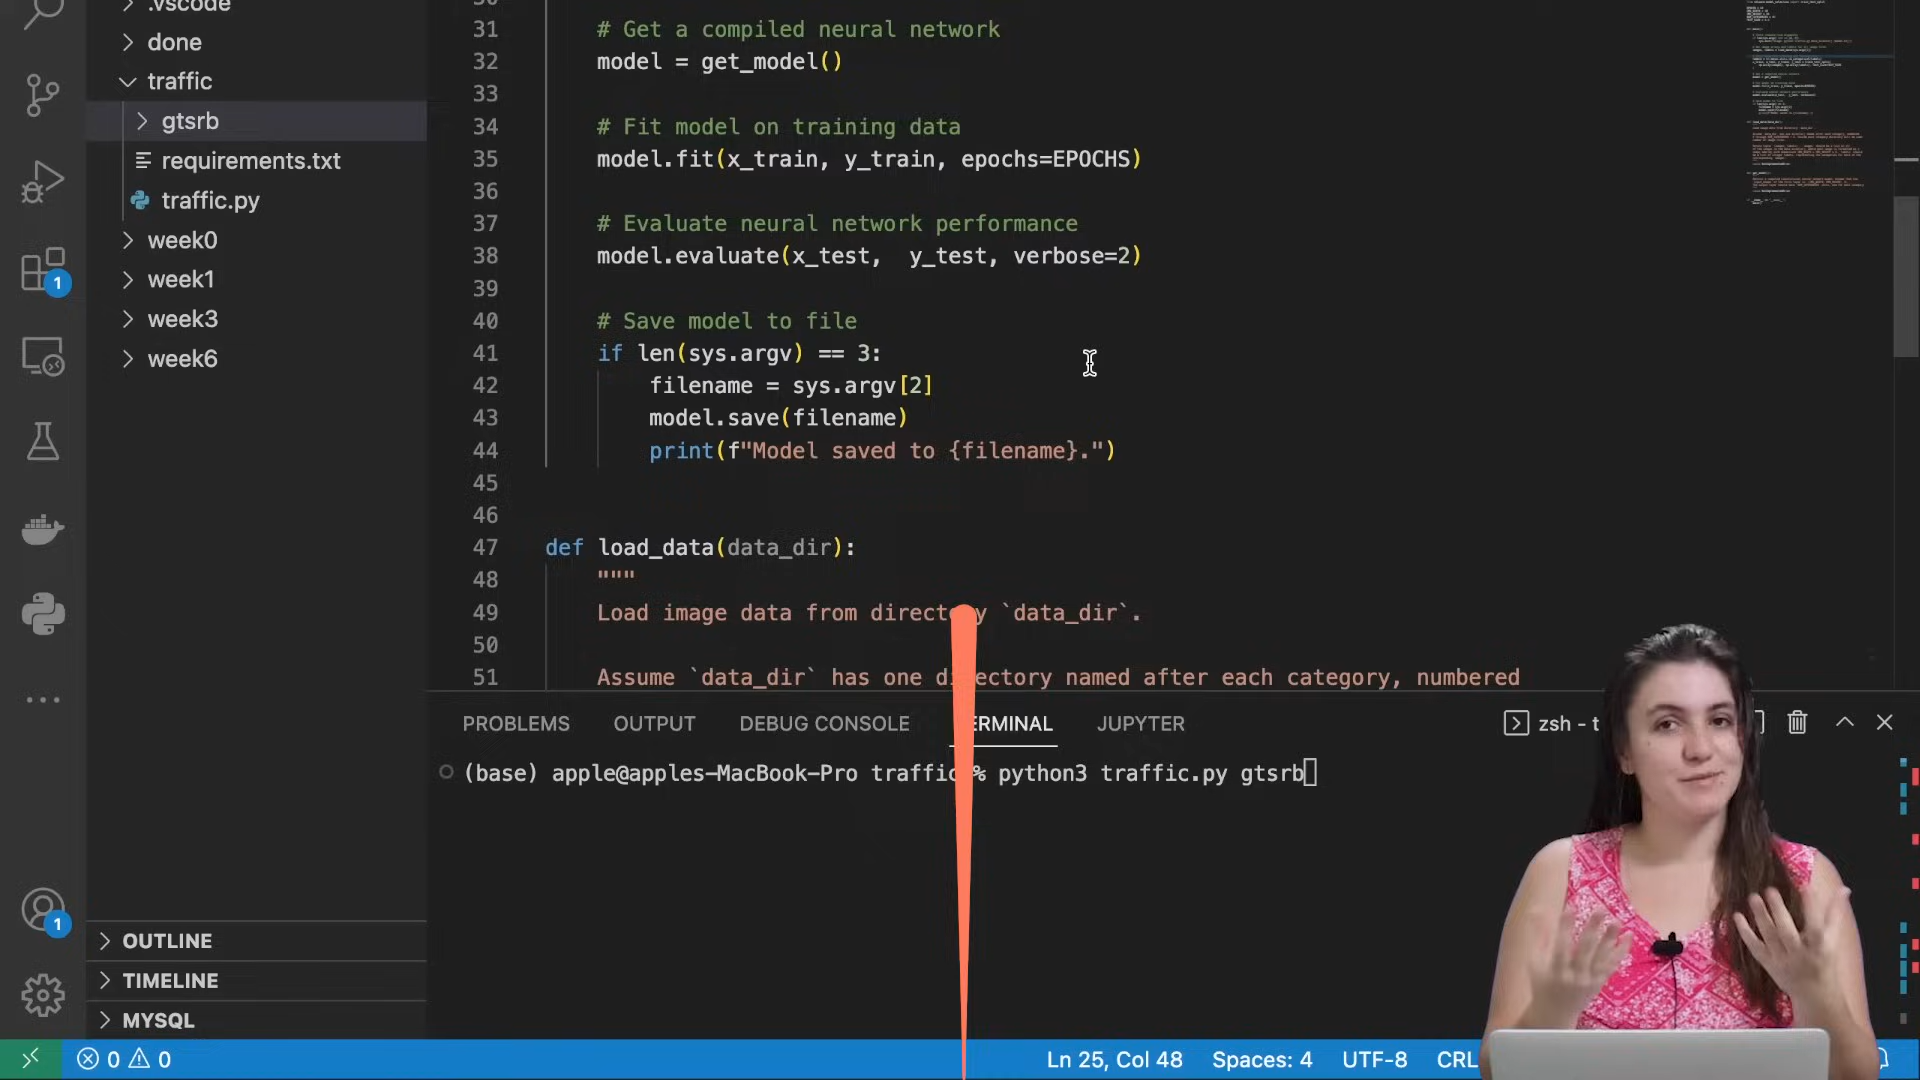 .vscode
done
traffic
gtsrb
requirements.txt
traffic.py
week0
week1
week3
week6
OUTLINE
TIMELINE
MYSQL
1
1
31 # Get a compiled neural network
32 model = get_model()
33
34 # Fit model on training data
35 model.fit(x_train, y_train, epochs=EPOCHS)
36
37 # Evaluate neural network performance
38 model.evaluate(x_test,  y_test, verbose=2)
39
40 # Save model to file
41 if len(sys.argv) == 3:
42 filename = sys.argv[2]
43 model.save(filename)
44 print(f"Model saved to {filename}.")
45
46
47 def load_data(data_dir):
48 """
49 Load image data from directory `data_dir`.
50
51 Assume `data_dir` has one directory named after each category, numbered
PROBLEMS OUTPUT DEBUG CONSOLE TERMINAL JUPYTER zsh - t
(base) apple@apples-MacBook-Pro traffic % python3 traffic.py gtsrb
0 0 Ln 25, Col 48 Spaces: 4 UTF-8 CRL